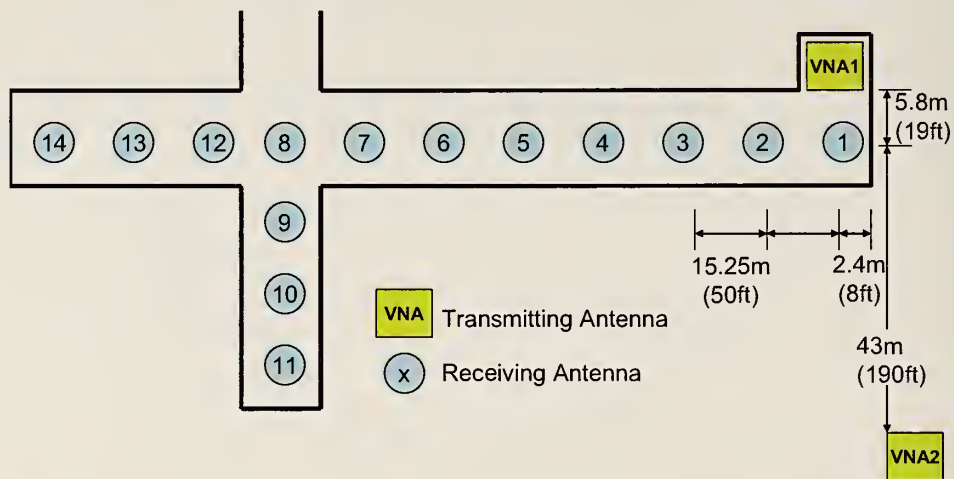 VNA1
5.8m
(19ft)
14 13 12 8 7 6 5 4 3 2 1
9
15.25m
(50ft)
2.4m
(8ft)
10
VNA Transmitting Antenna
11
x Receiving Antenna
43m
(190ft)
VNA2